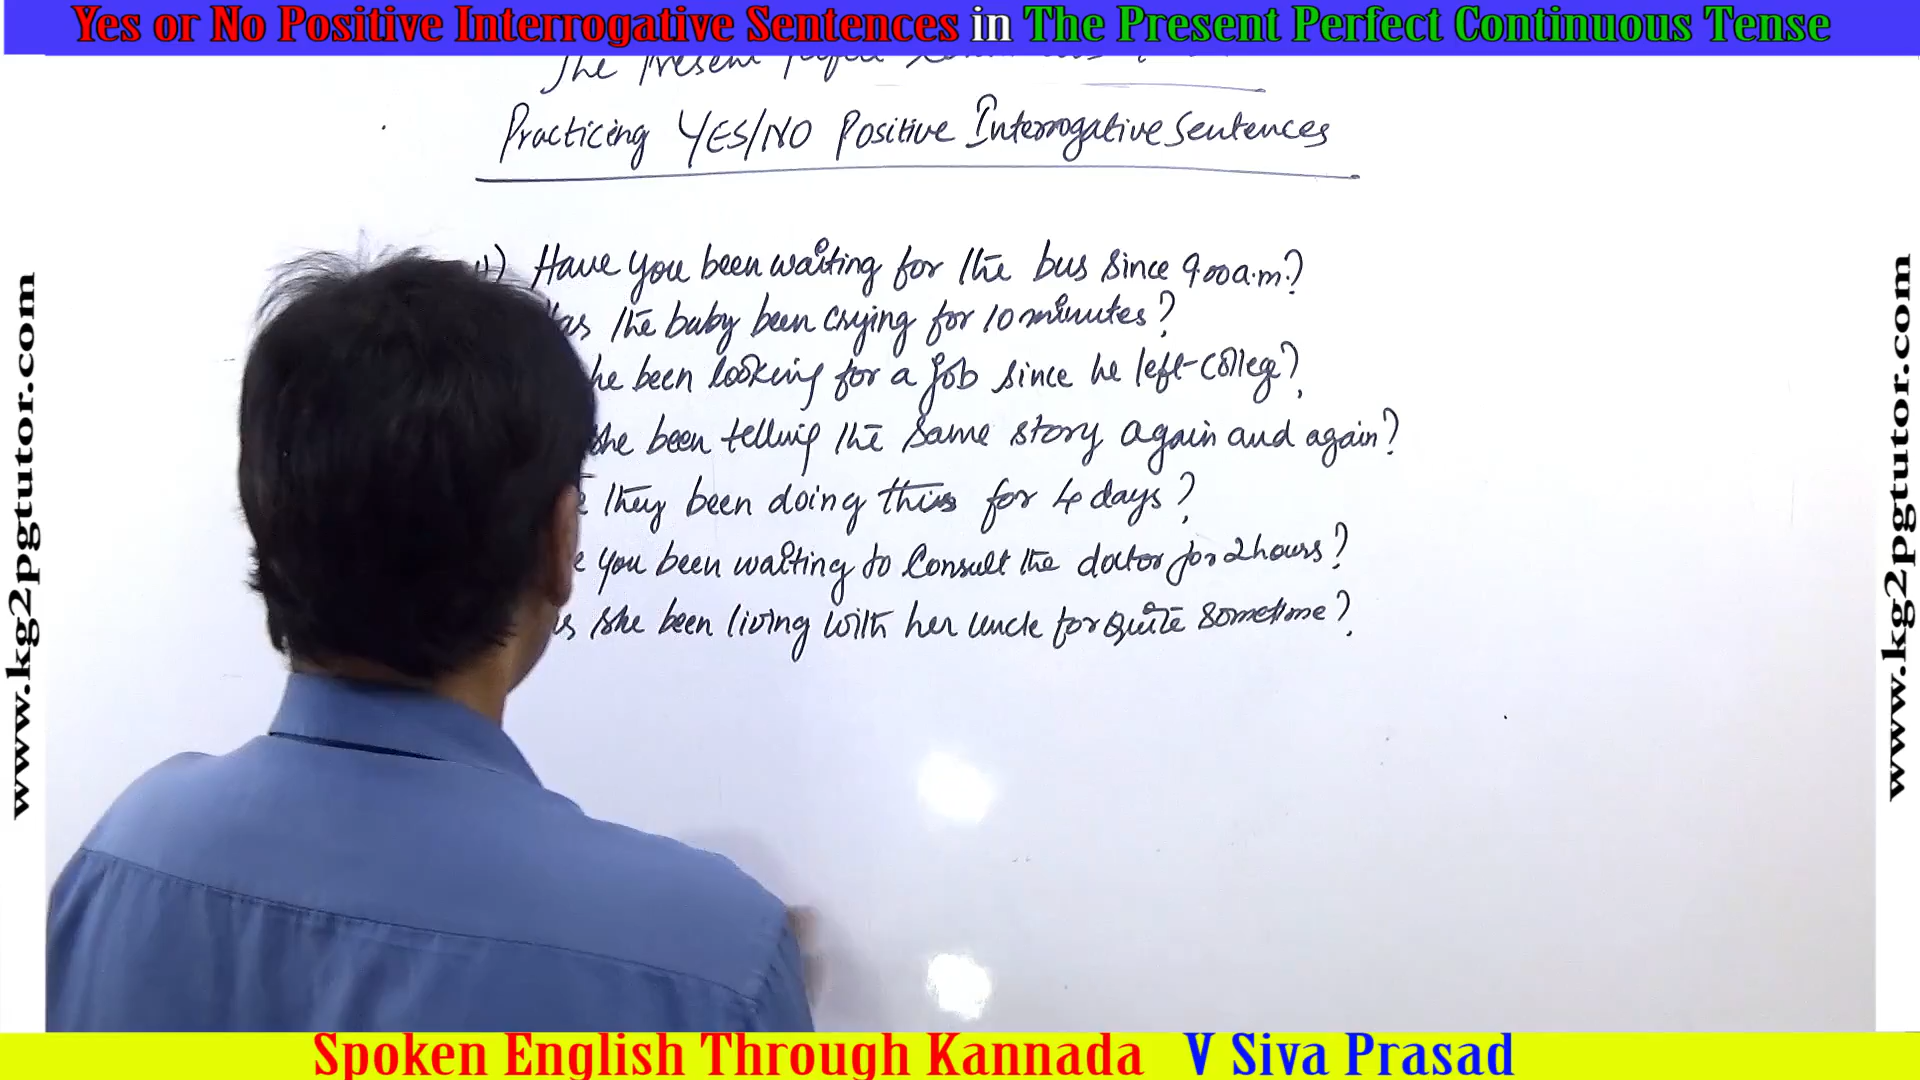 Yes or No Positive Interrogative Sentences in The Present Perfect Continuous Tense
The Present
Practicing YES/NO Positive Interrogative Sentences
1) Have you been waiting for the bus since 9.00a.m.?
as the baby been crying for 10 minutes?
he been looking for a job since he left college?
she been telling the same story again and again?
e they been doing this for 4 days?
e you been waiting to consult the doctor for 2 hours?
s she been living with her uncle for quite sometime?
www.kg2pgtutor.com
www.kg2pgtutor.com
Spoken English Through Kannada V Siva Prasad